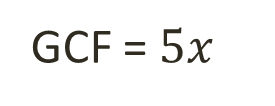 GCF = 5x